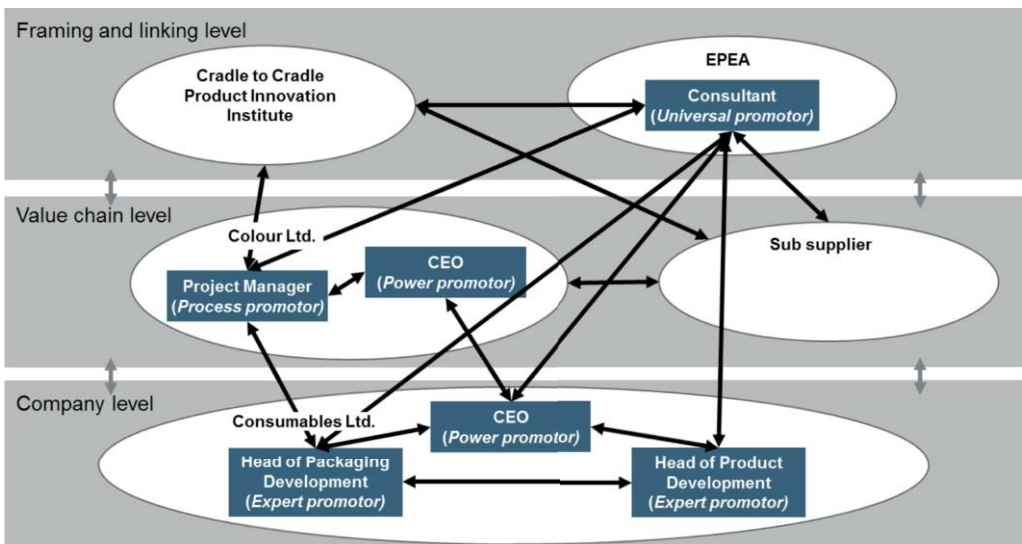 Framing and linking level
Cradle to Cradle
Product Innovation
Institute
EPEA
Consultant
(Universal promotor)
Value chain level
Colour Ltd.
Project Manager
(Process promotor)
CEO
(Power promotor)
Sub supplier
Company level
Consumables Ltd.
CEO
(Power promotor)
Head of Packaging
Development
(Expert promotor)
Head of Product
Development
(Expert promotor)